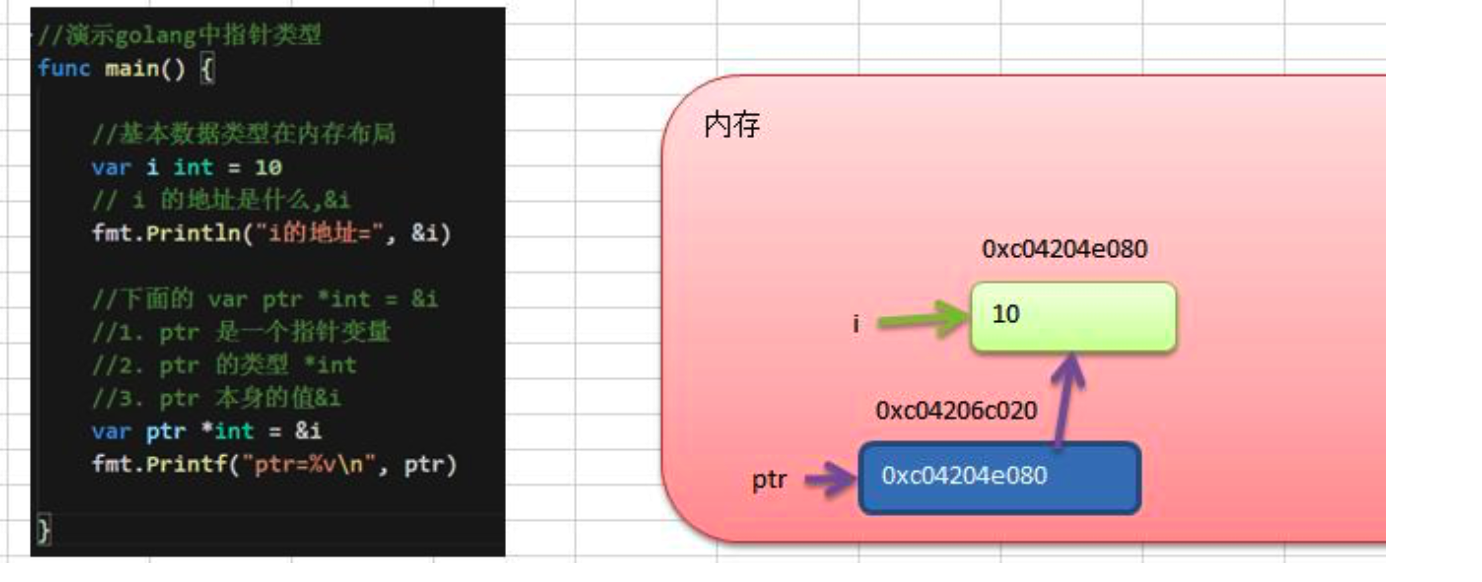 //演示golang中指针类型
func main() {
//基本数据类型在内存布局
var i int = 10
// i 的地址是什么,&i
fmt.Println("i的地址=", &i)
//下面的 var ptr *int = &i
//1. ptr 是一个指针变量
//2. ptr 的类型 *int
//3. ptr 本身的值&i
var ptr *int = &i
fmt.Printf("ptr=%v\n", ptr)
}
内存
0xc04204e080
i
10
0xc04206c020
ptr
0xc04204e080